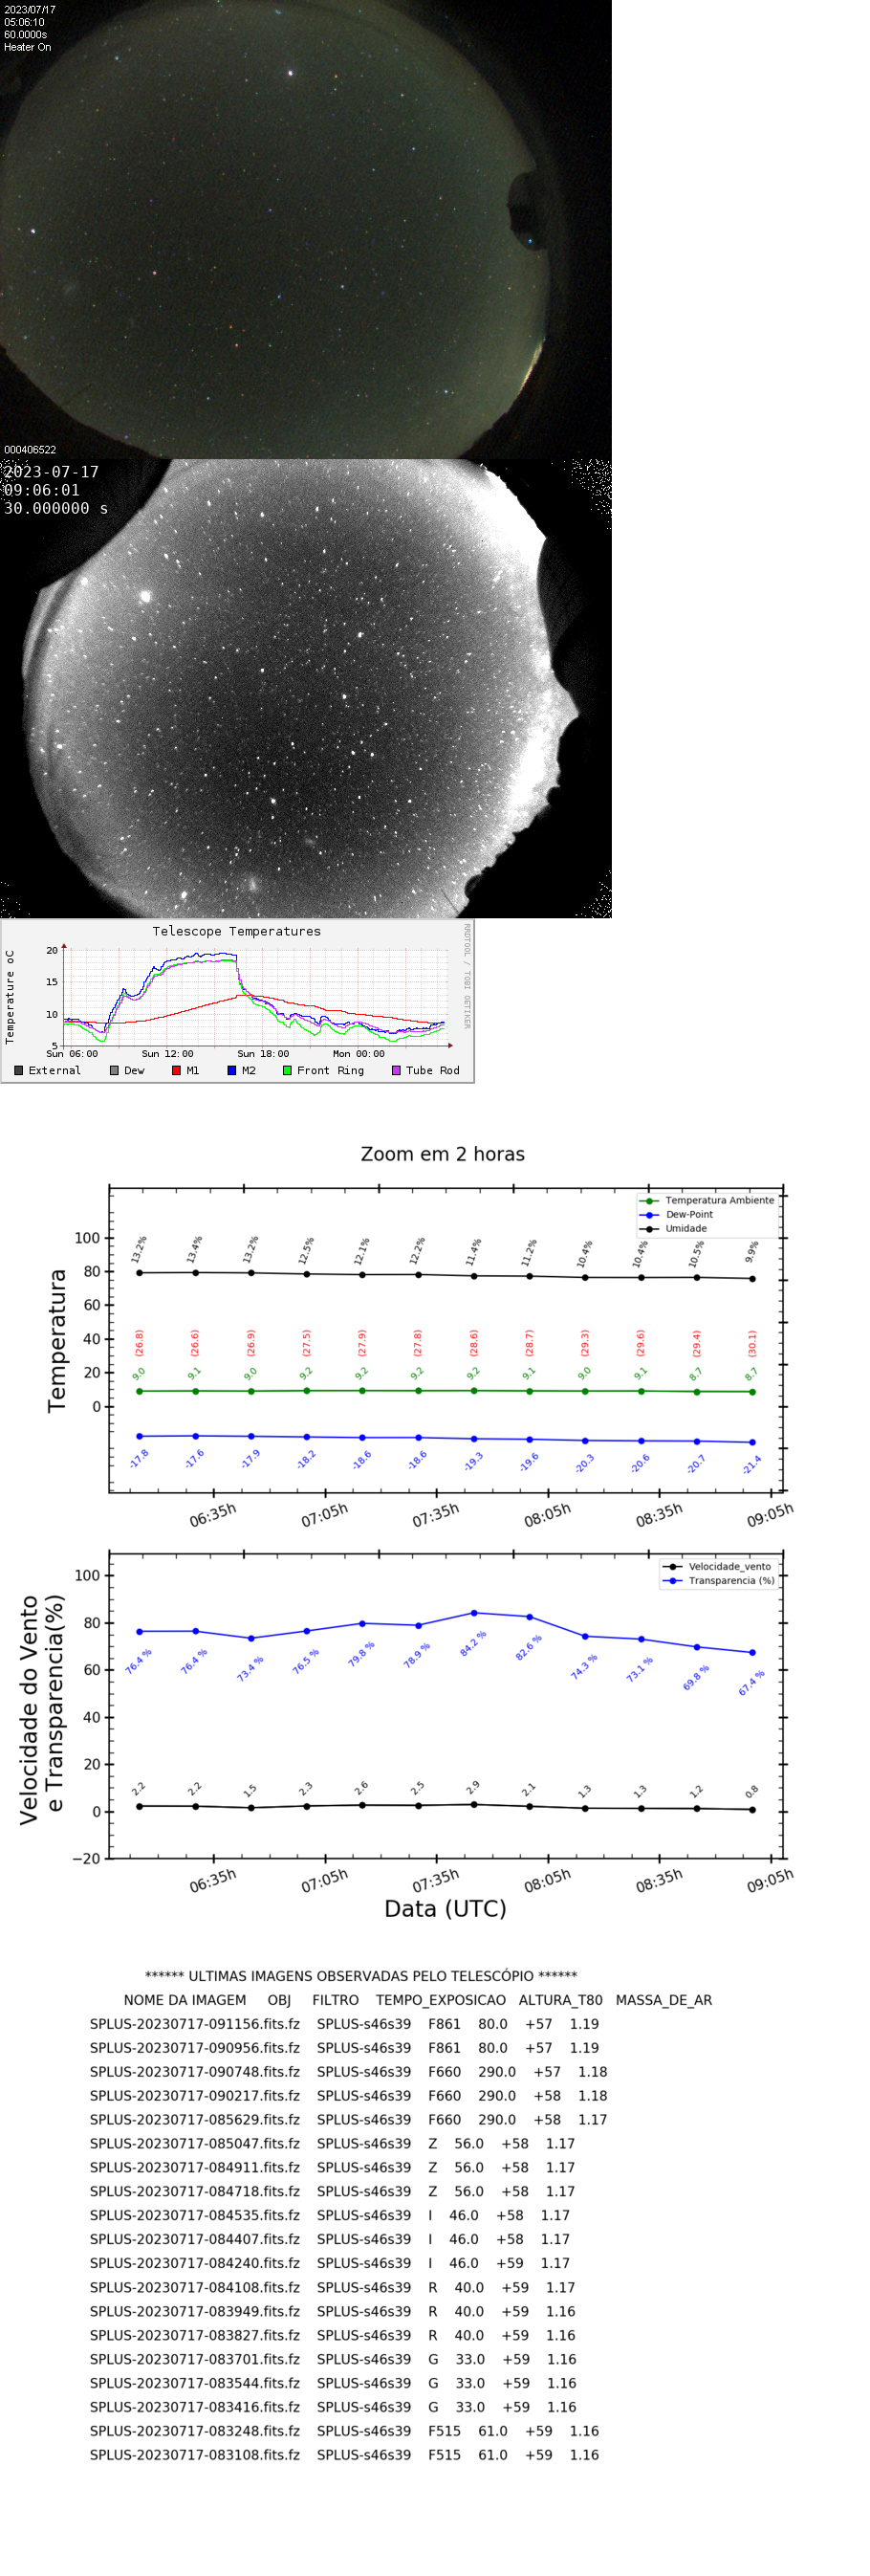 2023/07/17
05:06:10
60.0000s
Heater On
000406522
2023-07-17
09:06:01
30.000000 s
Telescope Temperatures
RRDTOOL / TOBI OETIKER
Temperature oC
20
15
10
5
Sun 06:00 Sun 12:00 Sun 18:00 Mon 00:00
External Dew M1 M2 Front Ring Tube Rod
Zoom em 2 horas
Temperatura Ambiente
Dew-Point
Umidade
Temperatura
100
80
60
40
20
0
13.2% 13.4% 13.2% 12.5% 12.1% 12.2% 11.4% 11.2% 10.4% 10.4% 10.5% 9.9%
(26.8) (26.6) (26.9) (27.5) (27.9) (27.8) (28.6) (28.7) (29.3) (29.6) (29.4) (30.1)
9.0 9.1 9.0 9.2 9.2 9.2 9.2 9.1 9.0 9.1 8.7 8.7
-17.8 -17.6 -17.9 -18.2 -18.6 -18.6 -19.3 -19.6 -20.3 -20.6 -20.7 -21.4
06:35h 07:05h 07:35h 08:05h 08:35h 09:05h
Velocidade_vento
Transparencia (%)
Velocidade do Vento
e Transparencia(%)
100
80
60
40
20
0
−20
76.4 % 76.4 % 73.4 % 76.5 % 79.8 % 78.9 % 84.2 % 82.6 % 74.3 % 73.1 % 69.8 % 67.4 %
2.2 2.2 1.5 2.3 2.6 2.5 2.9 2.1 1.3 1.3 1.2 0.8
06:35h 07:05h 07:35h 08:05h 08:35h 09:05h
Data (UTC)
****** ULTIMAS IMAGENS OBSERVADAS PELO TELESCÓPIO ******
NOME DA IMAGEM OBJ FILTRO TEMPO_EXPOSICAO ALTURA_T80 MASSA_DE_AR
SPLUS-20230717-091156.fits.fz SPLUS-s46s39 F861 80.0 +57 1.19
SPLUS-20230717-090956.fits.fz SPLUS-s46s39 F861 80.0 +57 1.19
SPLUS-20230717-090748.fits.fz SPLUS-s46s39 F660 290.0 +57 1.18
SPLUS-20230717-090217.fits.fz SPLUS-s46s39 F660 290.0 +58 1.18
SPLUS-20230717-085629.fits.fz SPLUS-s46s39 F660 290.0 +58 1.17
SPLUS-20230717-085047.fits.fz SPLUS-s46s39 Z 56.0 +58 1.17
SPLUS-20230717-084911.fits.fz SPLUS-s46s39 Z 56.0 +58 1.17
SPLUS-20230717-084718.fits.fz SPLUS-s46s39 Z 56.0 +58 1.17
SPLUS-20230717-084535.fits.fz SPLUS-s46s39 I 46.0 +58 1.17
SPLUS-20230717-084407.fits.fz SPLUS-s46s39 I 46.0 +58 1.17
SPLUS-20230717-084240.fits.fz SPLUS-s46s39 I 46.0 +59 1.17
SPLUS-20230717-084108.fits.fz SPLUS-s46s39 R 40.0 +59 1.17
SPLUS-20230717-083949.fits.fz SPLUS-s46s39 R 40.0 +59 1.16
SPLUS-20230717-083827.fits.fz SPLUS-s46s39 R 40.0 +59 1.16
SPLUS-20230717-083701.fits.fz SPLUS-s46s39 G 33.0 +59 1.16
SPLUS-20230717-083544.fits.fz SPLUS-s46s39 G 33.0 +59 1.16
SPLUS-20230717-083416.fits.fz SPLUS-s46s39 G 33.0 +59 1.16
SPLUS-20230717-083248.fits.fz SPLUS-s46s39 F515 61.0 +59 1.16
SPLUS-20230717-083108.fits.fz SPLUS-s46s39 F515 61.0 +59 1.16